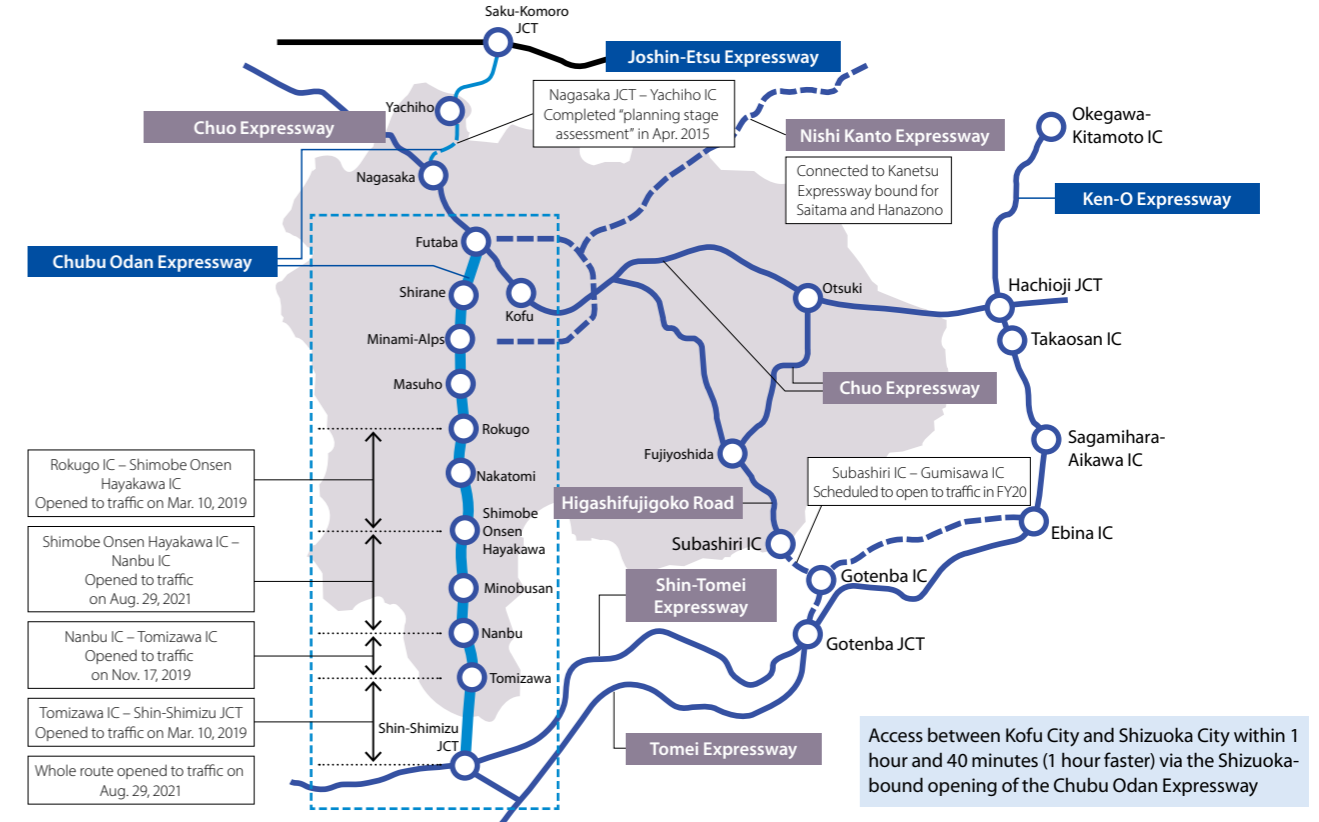 Saku-Komoro
JCT
Joshin-Etsu Expressway
Yachiho
Nagasaka JCT – Yachiho IC
Completed “planning stage
assessment” in Apr. 2015
Chuo Expressway
Nishi Kanto Expressway
Okegawa-
Kitamoto IC
Nagasaka
Connected to Kanetsu
Expressway bound for
Saitama and Hanazono
Ken-O Expressway
Futaba
Chubu Odan Expressway
Shirane
Kofu
Otsuki
Hachioji JCT
Minami-Alps
Takaosan IC
Masuho
Chuo Expressway
Rokugo
Sagamihara-
Aikawa IC
Fujiyoshida
Rokugo IC – Shimobe Onsen
Hayakawa IC
Opened to traffic on Mar. 10, 2019
Nakatomi
Subashiri IC – Gumisawa IC
Scheduled to open to traffic in FY20
Higashifujigoko Road
Shimobe
Onsen
Hayakawa
Ebina IC
Subashiri IC
Shimobe Onsen Hayakawa IC –
Nanbu IC
Opened to traffic
on Aug. 29, 2021
Minobusan
Gotenba IC
Shin-Tomei
Expressway
Nanbu
Gotenba JCT
Nanbu IC – Tomizawa IC
Opened to traffic
on Nov. 17, 2019
Tomizawa
Tomizawa IC – Shin-Shimizu JCT
Opened to traffic on Mar. 10, 2019
Shin-Shimizu
JCT
Tomei Expressway
Whole route opened to traffic on
Aug. 29, 2021
Access between Kofu City and Shizuoka City within 1
hour and 40 minutes (1 hour faster) via the Shizuoka-
bound opening of the Chubu Odan Expressway